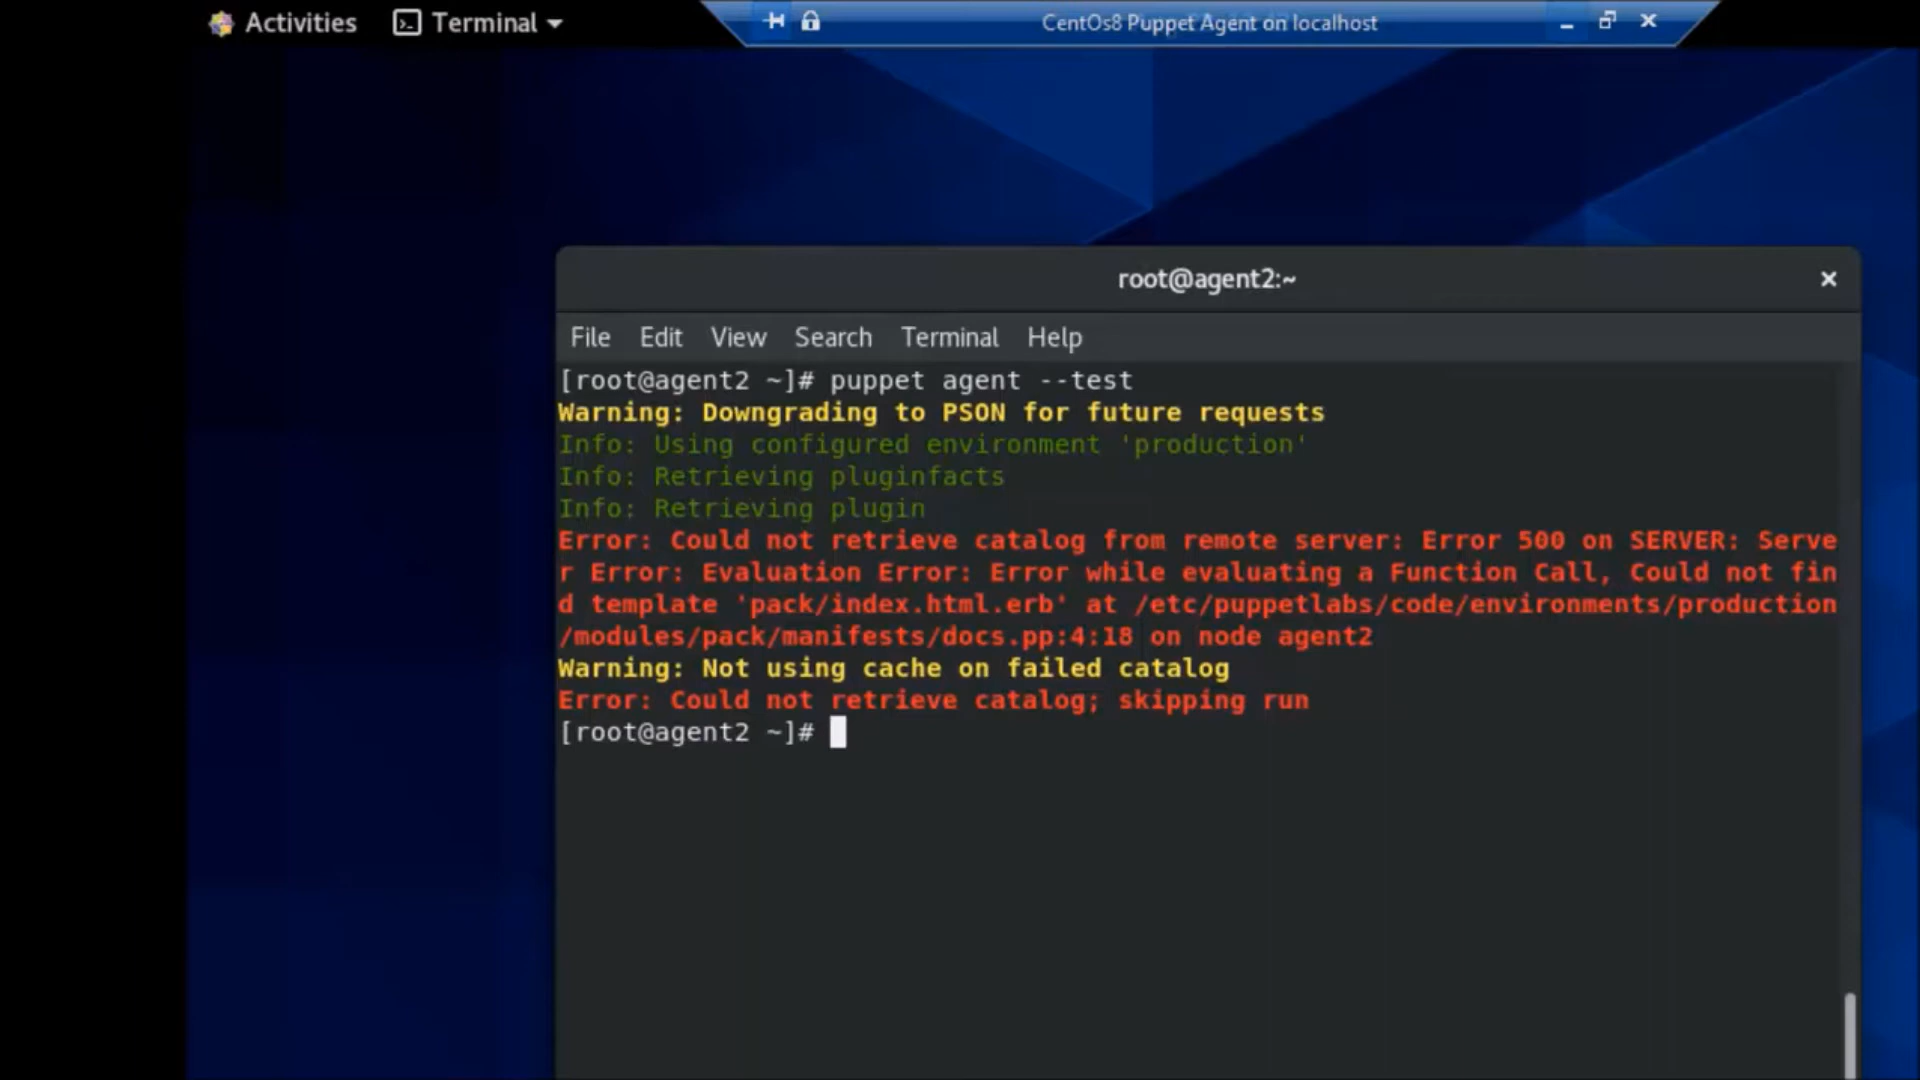 Activities Terminal CentOs8 Puppet Agent on localhost
root@agent2:~
File Edit View Search Terminal Help
[root@agent2 ~]# puppet agent --test
Warning: Downgrading to PSON for future requests
Info: Using configured environment 'production'
Info: Retrieving pluginfacts
Info: Retrieving plugin
Error: Could not retrieve catalog from remote server: Error 500 on SERVER: Serve
r Error: Evaluation Error: Error while evaluating a Function Call, Could not fin
d template 'pack/index.html.erb' at /etc/puppetlabs/code/environments/production
/modules/pack/manifests/docs.pp:4:18 on node agent2
Warning: Not using cache on failed catalog
Error: Could not retrieve catalog; skipping run
[root@agent2 ~]#